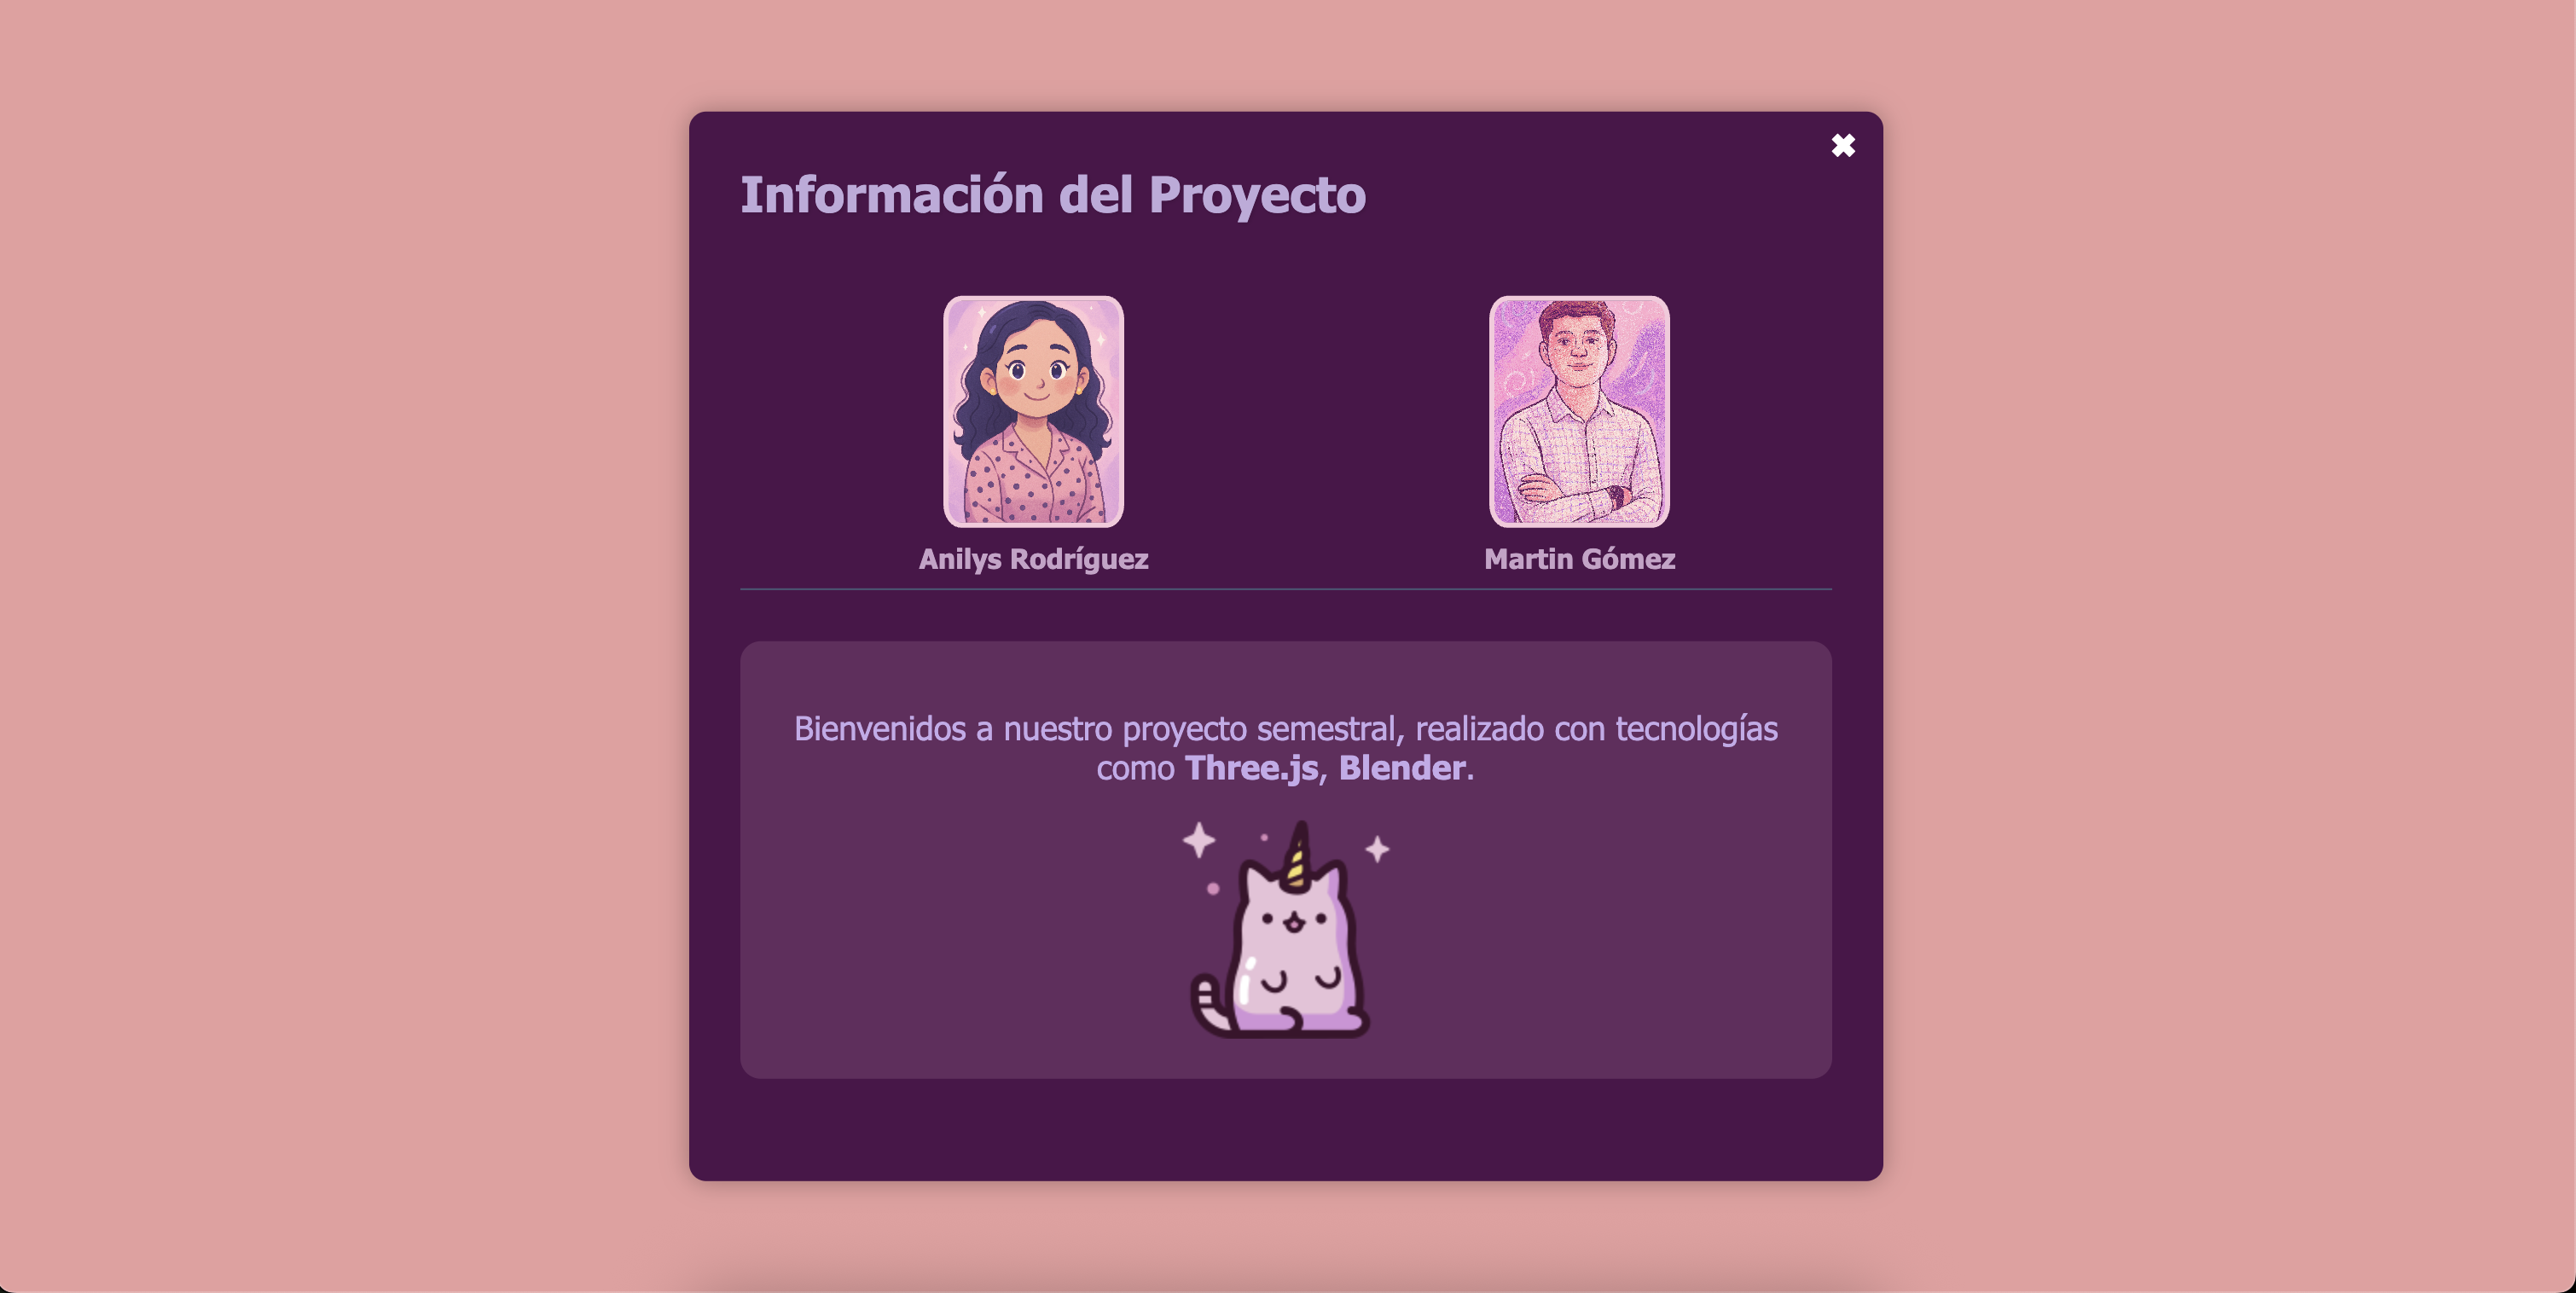 ✖
Información del Proyecto
Anilys Rodríguez
Martin Gómez
Bienvenidos a nuestro proyecto semestral, realizado con tecnologías
como Three.js, Blender.